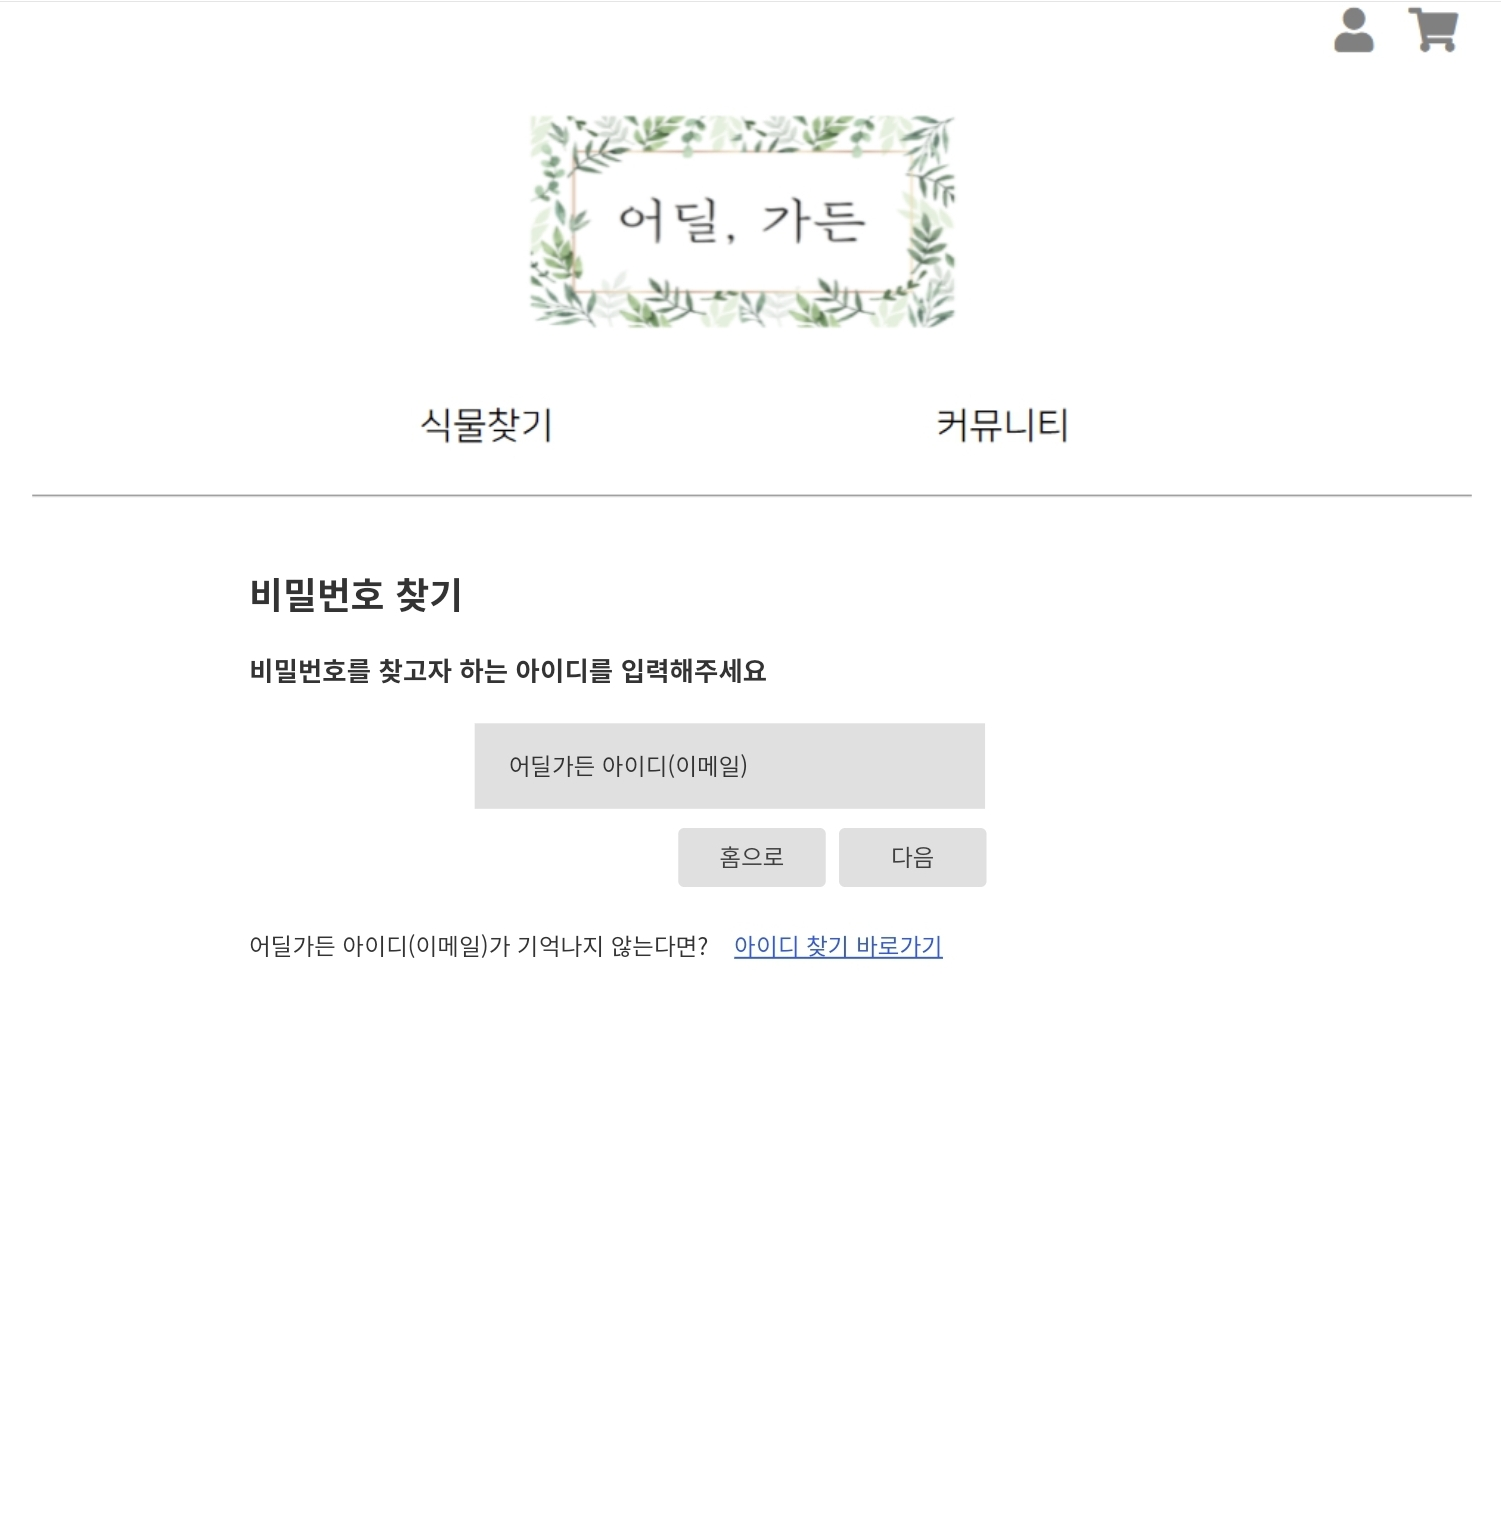 어딜, 가든
식물찾기 커뮤니티
비밀번호 찾기
비밀번호를 찾고자 하는 아이디를 입력해주세요
어딜가든 아이디(이메일)
홈으로 다음
어딜가든 아이디(이메일)가 기억나지 않는다면? 아이디 찾기 바로가기